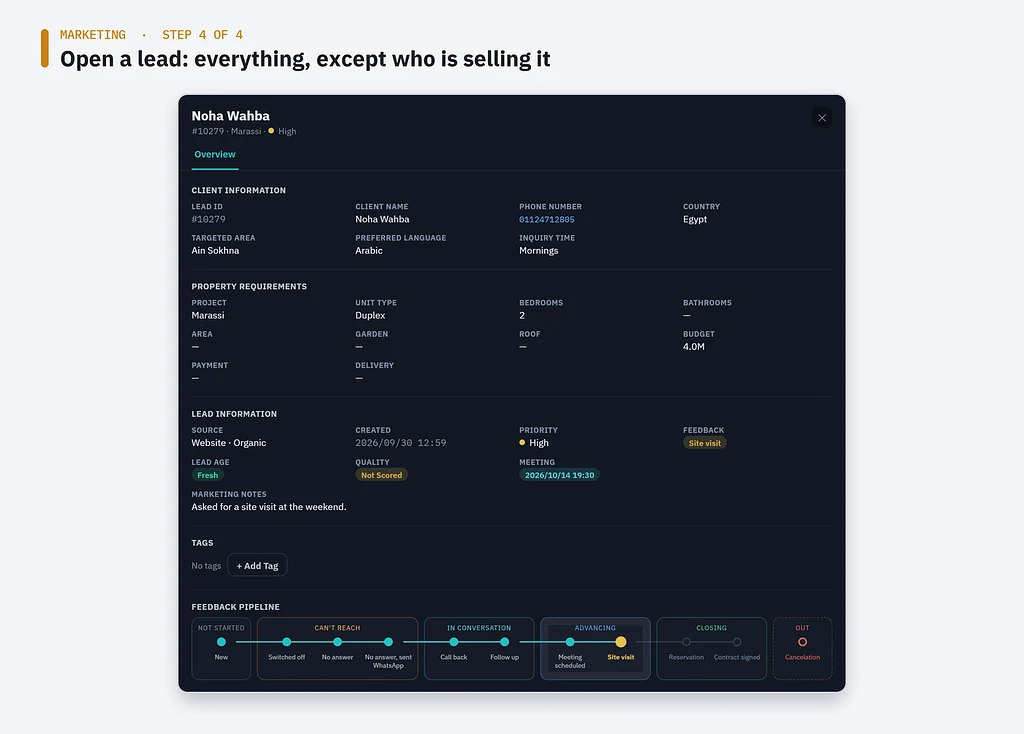 MARKETING · STEP 4 OF 4
Open a lead: everything, except who is selling it
Noha Wahba
#10279 · Marassi · High
Overview
CLIENT INFORMATION
LEAD ID CLIENT NAME PHONE NUMBER COUNTRY
#10279 Noha Wahba 01124712805 Egypt
TARGETED AREA PREFERRED LANGUAGE INQUIRY TIME
Ain Sokhna Arabic Mornings
PROPERTY REQUIREMENTS
PROJECT UNIT TYPE BEDROOMS BATHROOMS
Marassi Duplex 2 —
AREA GARDEN ROOF BUDGET
— — — 4.0M
PAYMENT DELIVERY
— —
LEAD INFORMATION
SOURCE CREATED PRIORITY FEEDBACK
Website · Organic 2026/09/30 12:59 High Site visit
LEAD AGE QUALITY MEETING
Fresh Not Scored 2026/10/14 19:30
MARKETING NOTES
Asked for a site visit at the weekend.
TAGS
No tags + Add Tag
FEEDBACK PIPELINE
NOT STARTED CAN'T REACH IN CONVERSATION ADVANCING CLOSING OUT
New Switched off No answer No answer, sent Call back Follow up Meeting Site visit Reservation Contract signed Cancelation
WhatsApp scheduled